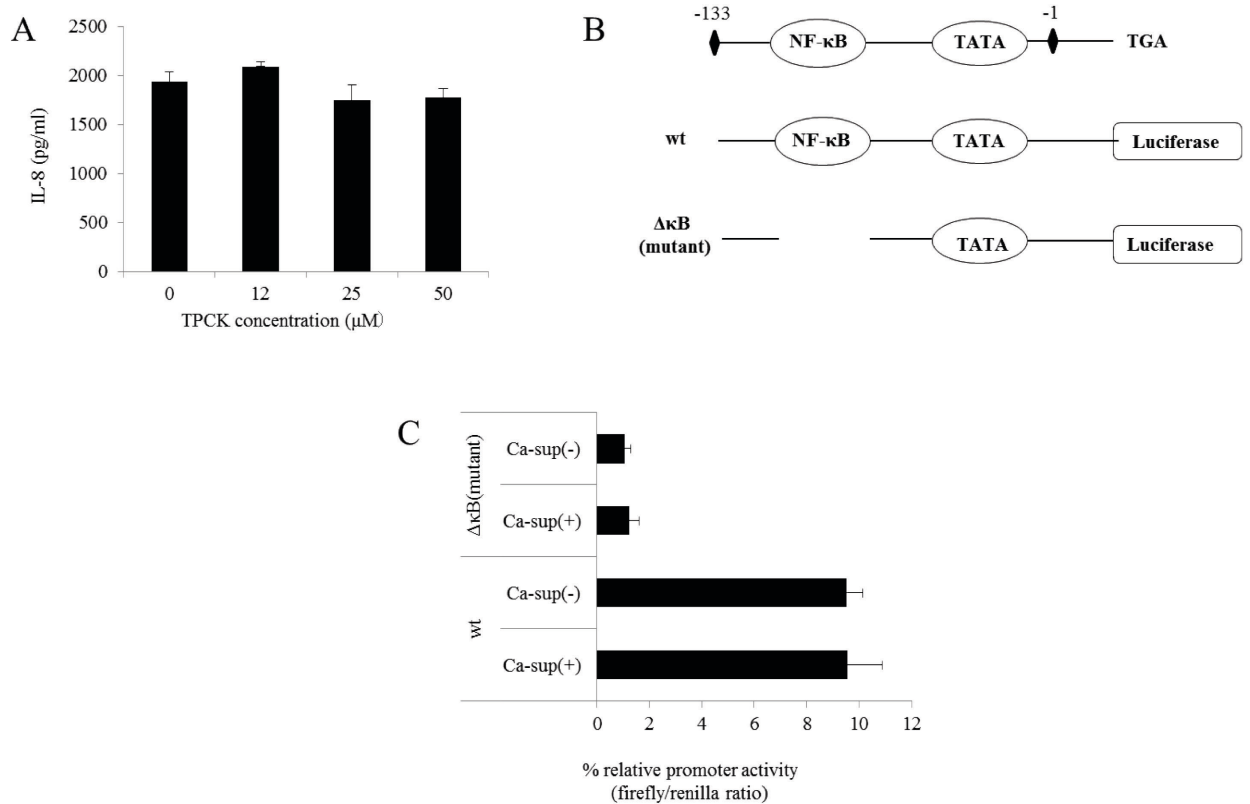 A
2500
2000
1500
1000
500
0
IL-8 (pg/ml)
0 12 25 50
TPCK concentration (μM)
B
-133 -1
NF-κB TATA TGA
wt NF-κB TATA Luciferase
ΔκB
(mutant) TATA Luciferase
C
ΔκB(mutant)
Ca-sup(-)
Ca-sup(+)
wt
Ca-sup(-)
Ca-sup(+)
0 2 4 6 8 10 12
% relative promoter activity
(firefly/renilla ratio)